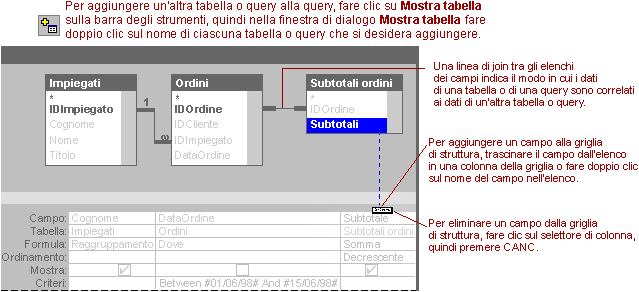 Per aggiungere un'altra tabella o query alla query, fare clic su Mostra tabella
sulla barra degli strumenti, quindi nella finestra di dialogo Mostra tabella fare
doppio clic sul nome di ciascuna tabella o query che si desidera aggiungere.
Impiegati
*
IDImpiegato
Cognome
Nome
Titolo
1
∞
Ordini
*
IDOrdine
IDCliente
IDImpiegato
DataOrdine
Subtotali ordini
*
IDOrdine
Subtotali
Una linea di join tra gli elenchi
dei campi indica il modo in cui i dati
di una tabella o di una query sono correlati
ai dati di un'altra tabella o query.
Per aggiungere un campo alla griglia
di struttura, trascinare il campo dall'elenco
in una colonna della griglia o fare doppio clic
sul nome del campo nell'elenco.
Per eliminare un campo dalla griglia
di struttura, fare clic sul selettore di colonna,
quindi premere CANC.
Campo: Cognome DataOrdine Subtotale
Tabella: Impiegati Ordini Subtotali ordini
Formula: Raggruppamento Dove Somma
Ordinamento: Decrescente
Mostra:
Criteri: Between #01/06/98# And #15/06/98#